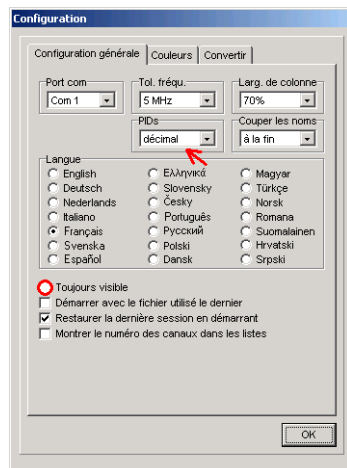 Configuration
Configuration générale Couleurs Convertir
Port com Tol. fréqu. Larg. de colonne
Com 1 5 MHz 70%
PIDs Couper les noms
décimal à la fin
Langue
English Ελληνικά Magyar
Deutsch Slovensky Türkçe
Nederlands Česky Norsk
Italiano Português Romana
Français Русский Suomalainen
Svenska Polski Hrvatski
Español Dansk Srpski
Toujours visible
Démarrer avec le fichier utilisé le dernier
Restaurer la dernière session en démarrant
Montrer le numéro des canaux dans les listes
OK